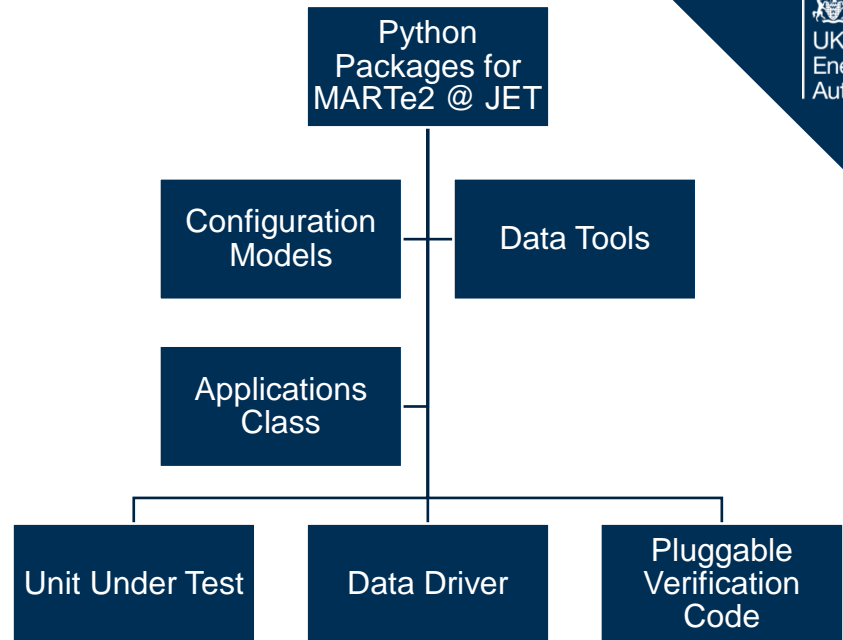 Python
Packages for
MARTe2 @ JET
UK
Configuration
Models
Data Tools
Applications
Class
Unit Under Test
Data Driver
Pluggable
Verification
Code